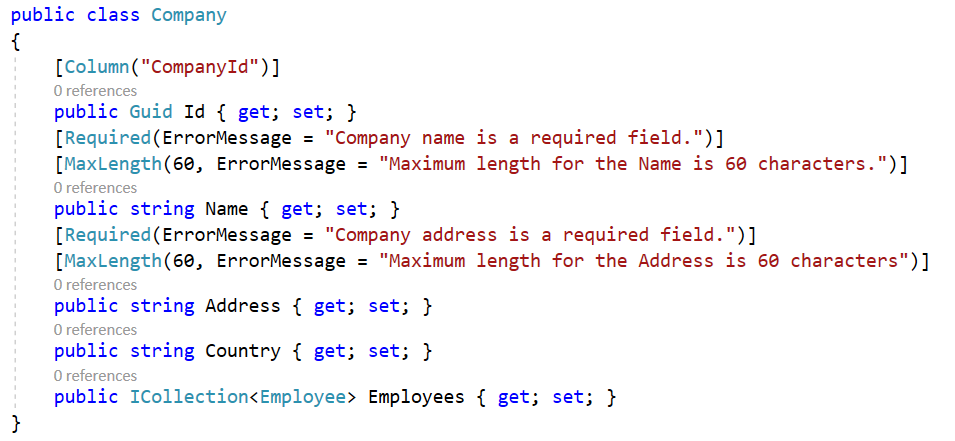 public class Company
{
[Column("CompanyId")]
0 references
public Guid Id { get; set; }
[Required(ErrorMessage = "Company name is a required field.")]
[MaxLength(60, ErrorMessage = "Maximum length for the Name is 60 characters.")]
0 references
public string Name { get; set; }
[Required(ErrorMessage = "Company address is a required field.")]
[MaxLength(60, ErrorMessage = "Maximum length for the Address is 60 characters")]
0 references
public string Address { get; set; }
0 references
public string Country { get; set; }
0 references
public ICollection<Employee> Employees { get; set; }
}